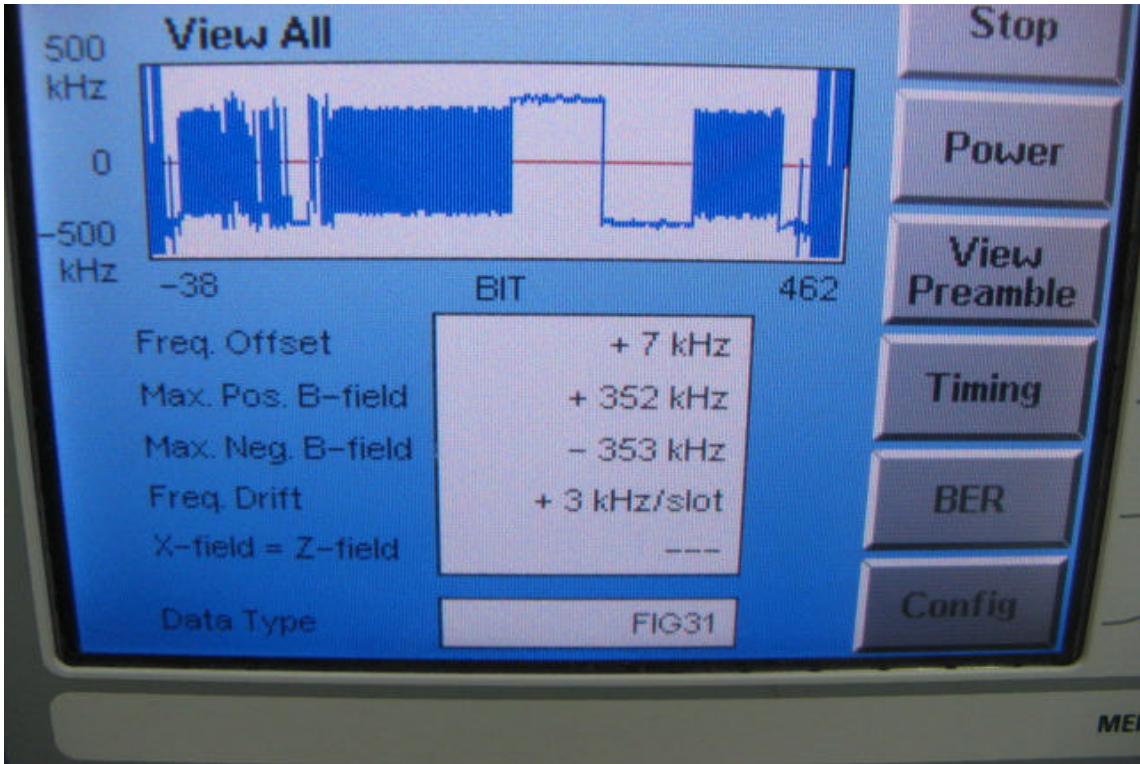 View All
500
kHz
0
-500
kHz
-38 BIT 462
Freq. Offset + 7 kHz
Max. Pos. B-field + 352 kHz
Max. Neg. B-field - 353 kHz
Freq. Drift + 3 kHz/slot
X-field = Z-field ---
Data Type FIG31
Stop
Power
View
Preamble
Timing
BER
Config